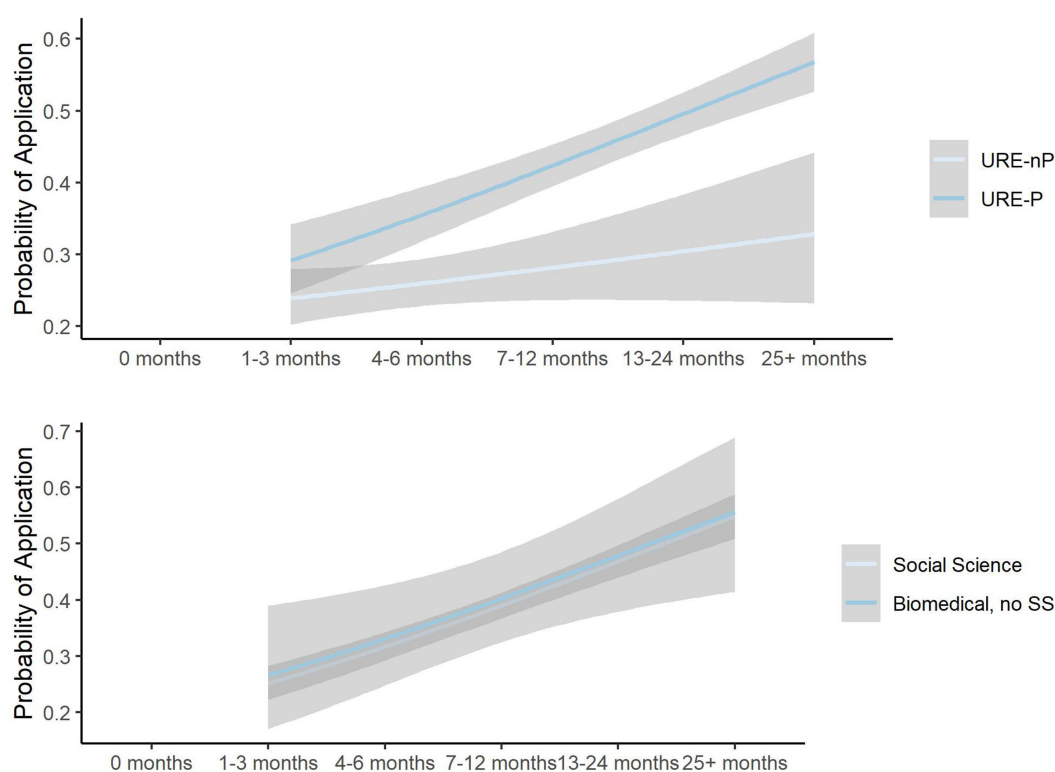 Probability of Application
0.6
0.5
0.4
0.3
0.2
0 months 1-3 months 4-6 months 7-12 months 13-24 months 25+ months
URE-nP
URE-P
Probability of Application
0.7
0.6
0.5
0.4
0.3
0.2
0 months 1-3 months 4-6 months 7-12 months 13-24 months 25+ months
Social Science
Biomedical, no SS